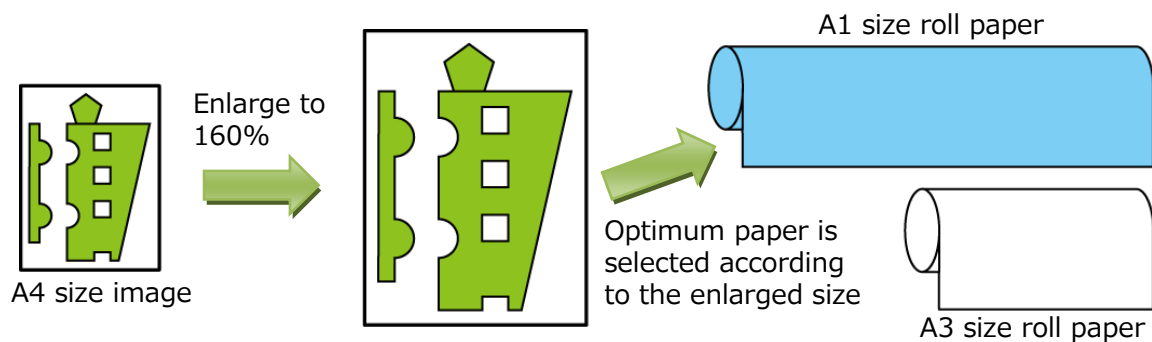 A1 size roll paper
Enlarge to
160%
A4 size image
Optimum paper is
selected according
to the enlarged size
A3 size roll paper